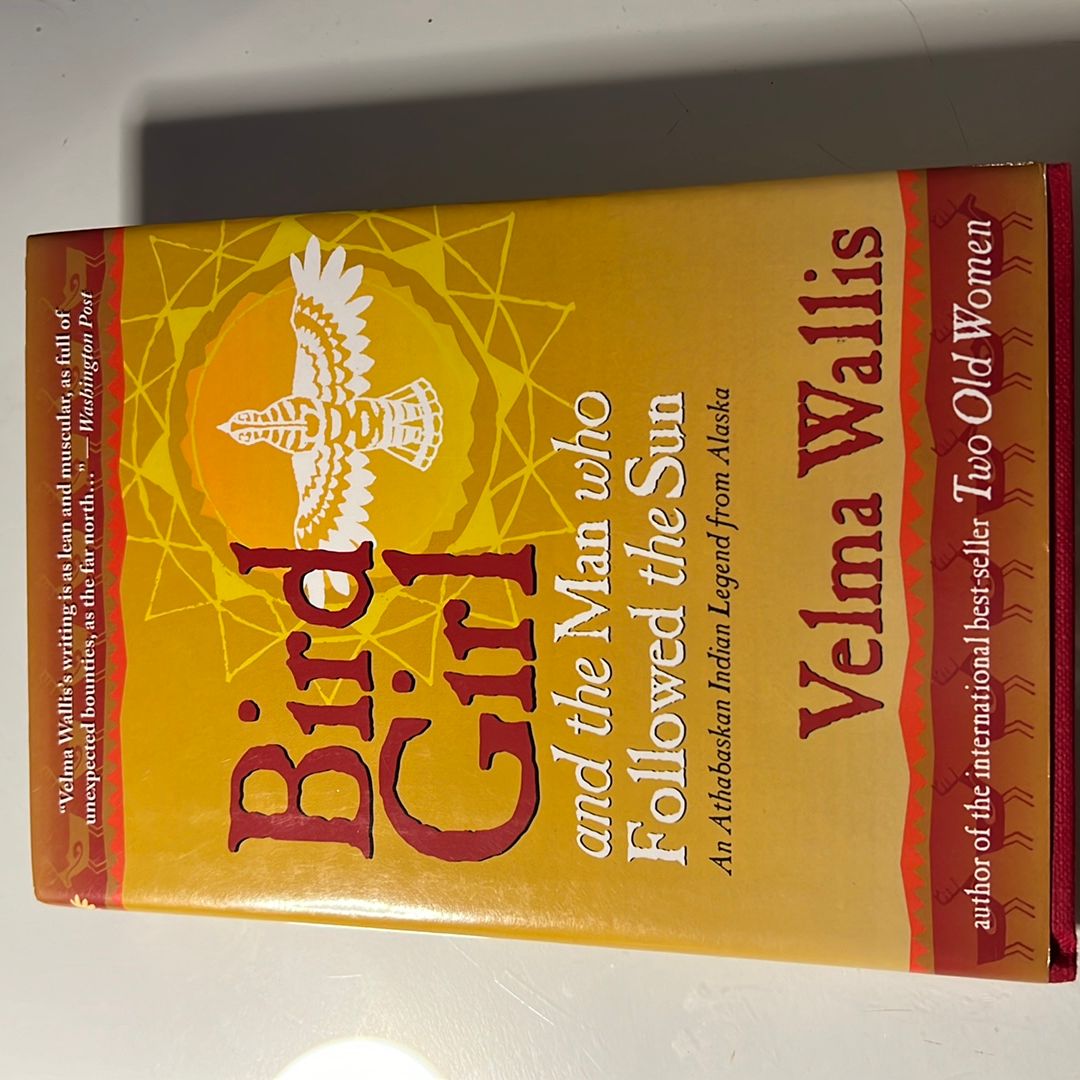 “Velma Wallis’s writing is as lean and muscular, as full of
unexpected bounties, as the far north...” —Washington Post
Bird
Girl
and the Man who
Followed the Sun
An Athabaskan Indian Legend from Alaska
Velma Wallis
author of the international best-seller Two Old Women